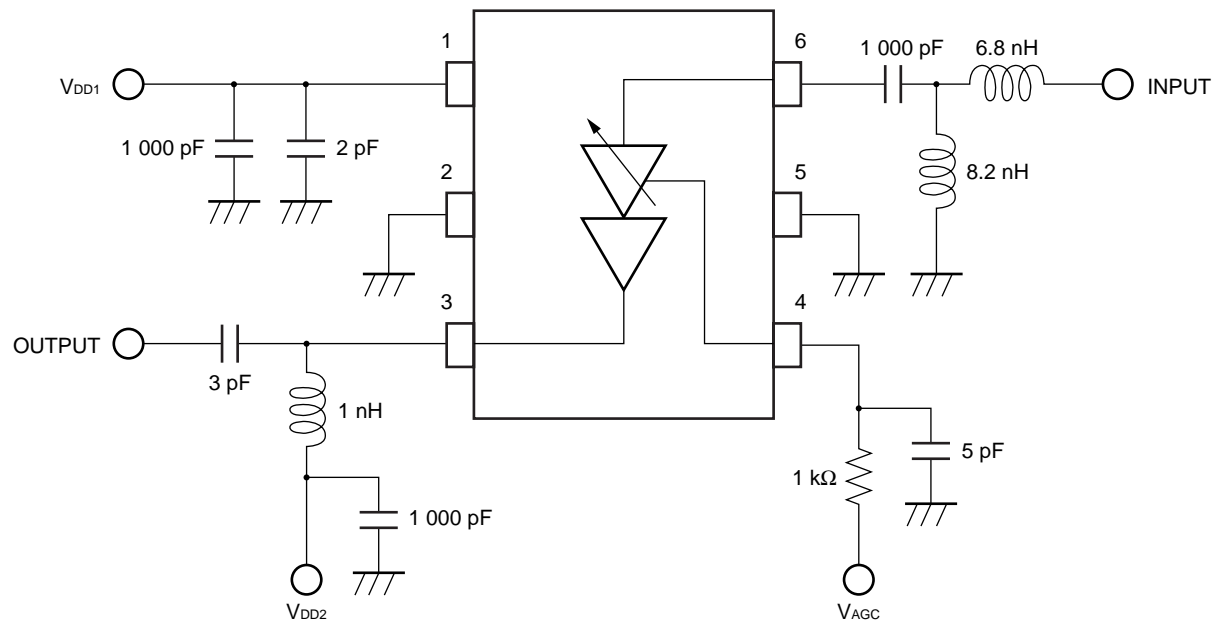 1
6
1 000 pF
6.8 nH
VDD1
INPUT
1 000 pF
2 pF
2
5
8.2 nH
3
4
OUTPUT
3 pF
1 nH
5 pF
1 kΩ
1 000 pF
VDD2
VAGC